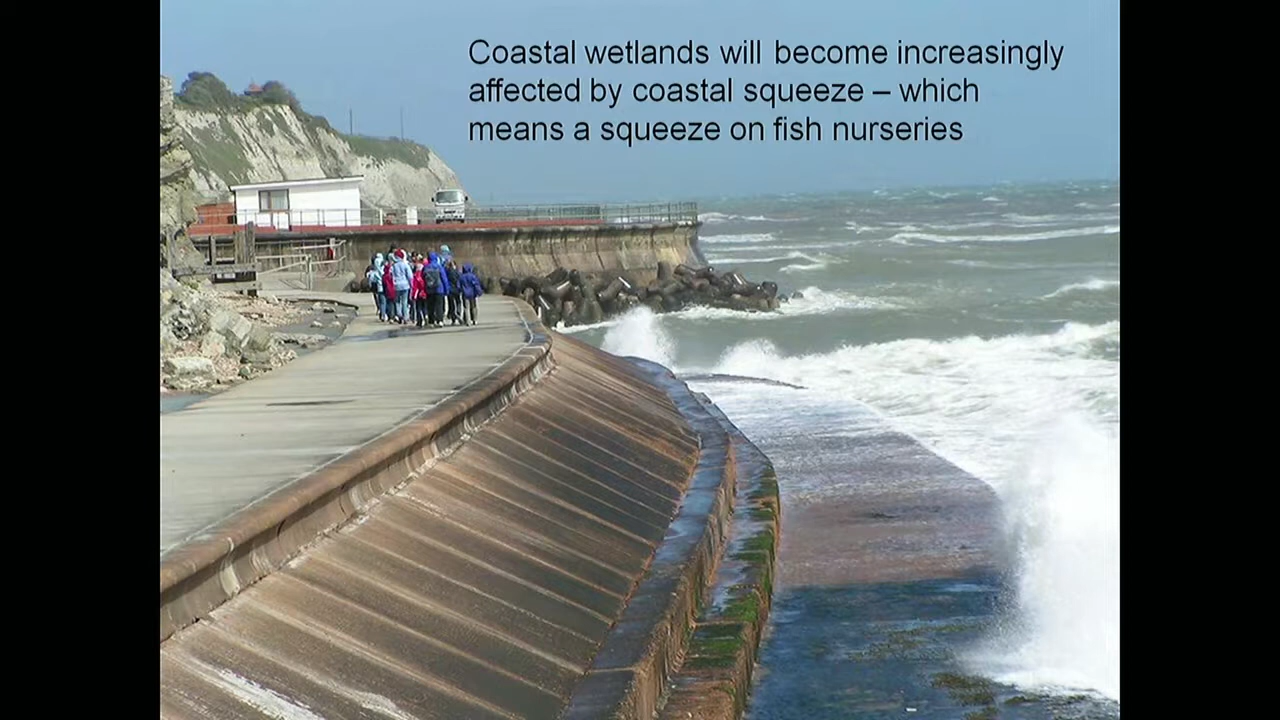 Coastal wetlands will become increasingly
affected by coastal squeeze – which
means a squeeze on fish nurseries